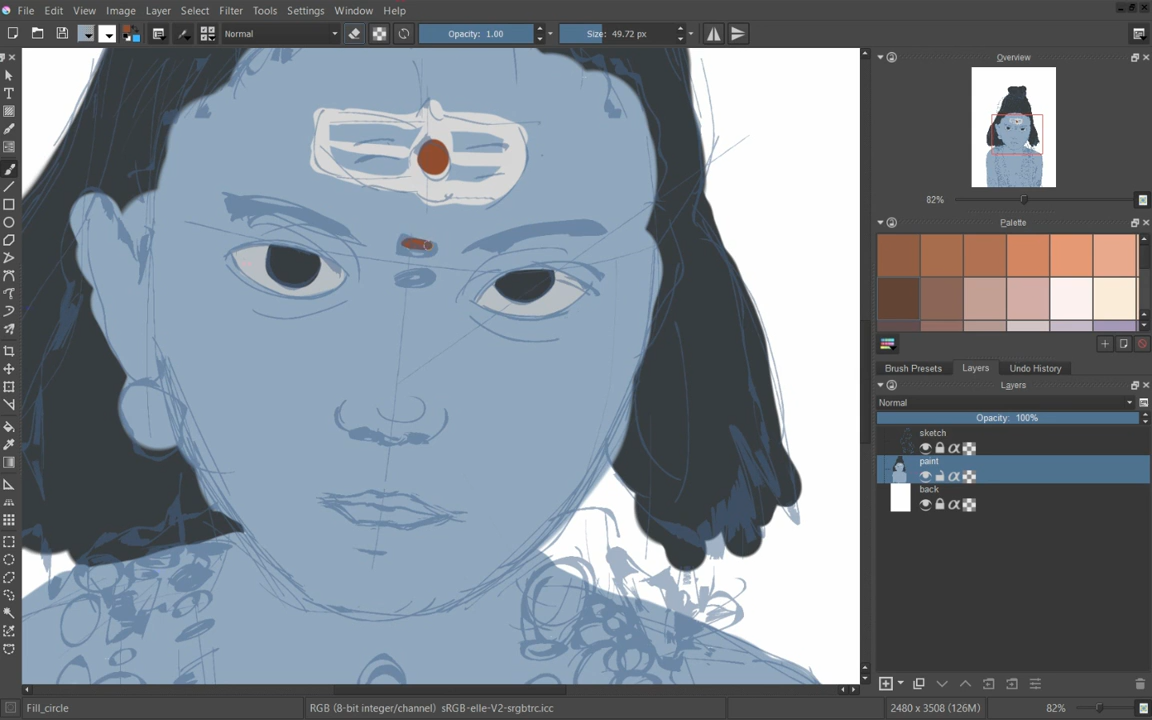 File Edit View Image Layer Select Filter Tools Settings Window Help
Normal Opacity: 1.00 Size: 49.72 px
Overview
82%
Palette
Brush Presets Layers Undo History
Layers
Normal
Opacity: 100%
sketch
paint
back
Fill_circle RGB (8-bit integer/channel) sRGB-elle-V2-srgbtrc.icc 2480 x 3508 (126M) 82%